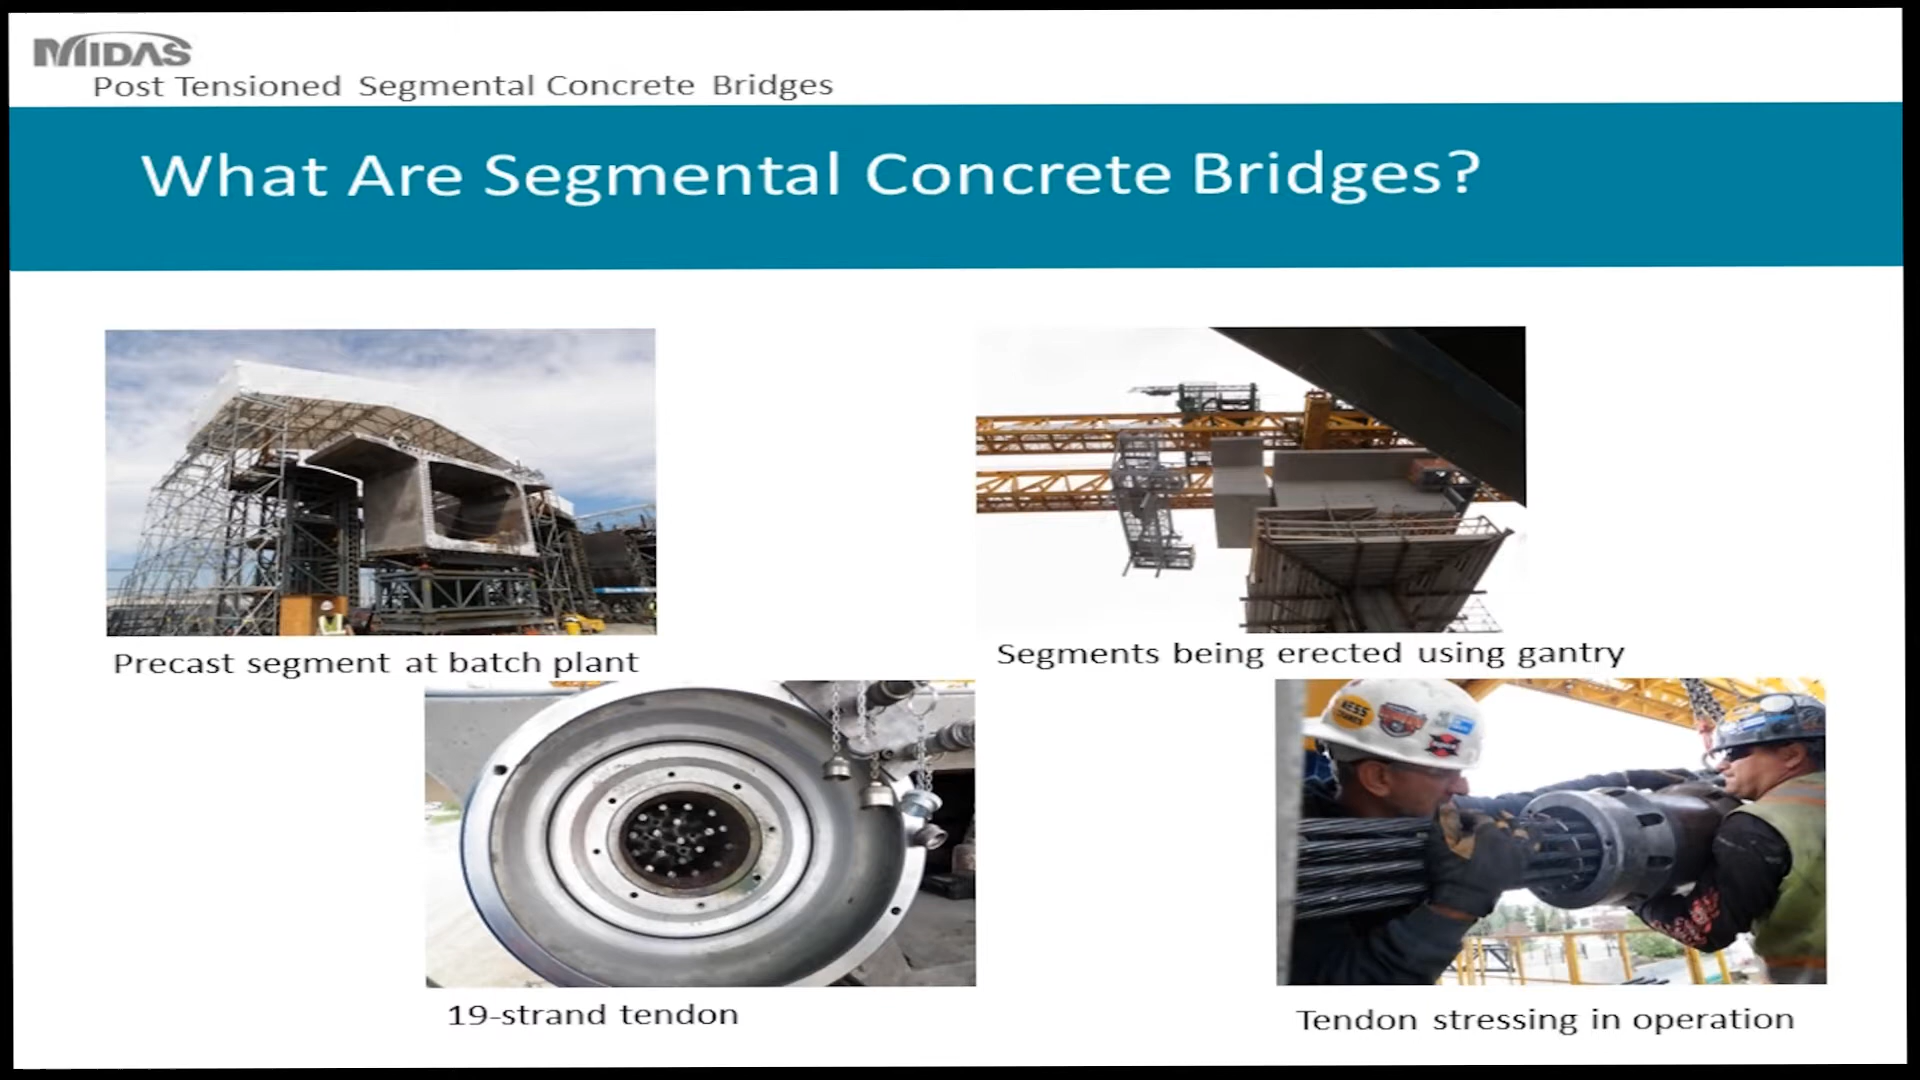 MIDAS
Post Tensioned Segmental Concrete Bridges
What Are Segmental Concrete Bridges?
Precast segment at batch plant
Segments being erected using gantry
19-strand tendon
Tendon stressing in operation